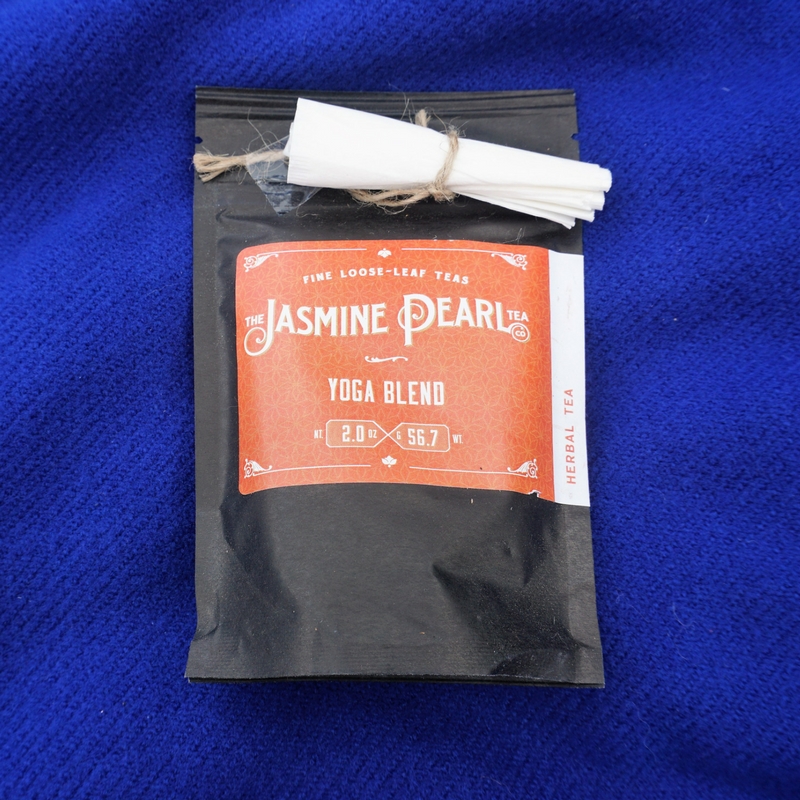 FINE LOOSE-LEAF TEAS
THE JASMINE PEARL TEA CO
YOGA BLEND
NT. 2.0 OZ G 56.7 WT.
HERBAL TEA